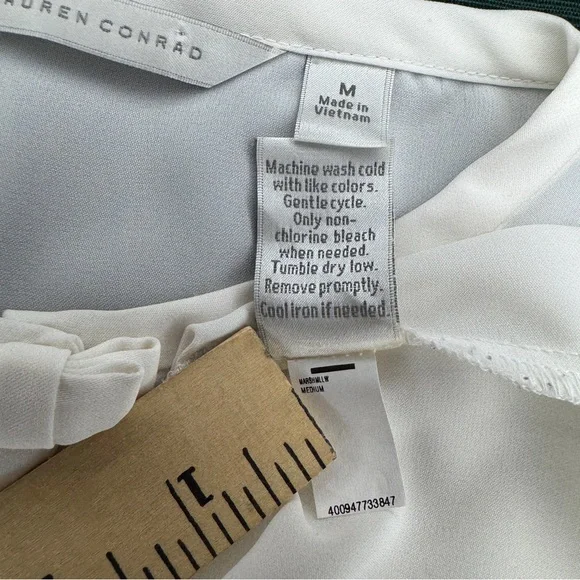 AUREN CONRAD
M
Made in
Vietnam
Machine wash cold
with like colors.
Gentle cycle.
Only non-
chlorine bleach
when needed.
Tumble dry low.
Remove promptly.
Cool iron if needed.
MARSHMLLW
MEDIUM
400947733847
1